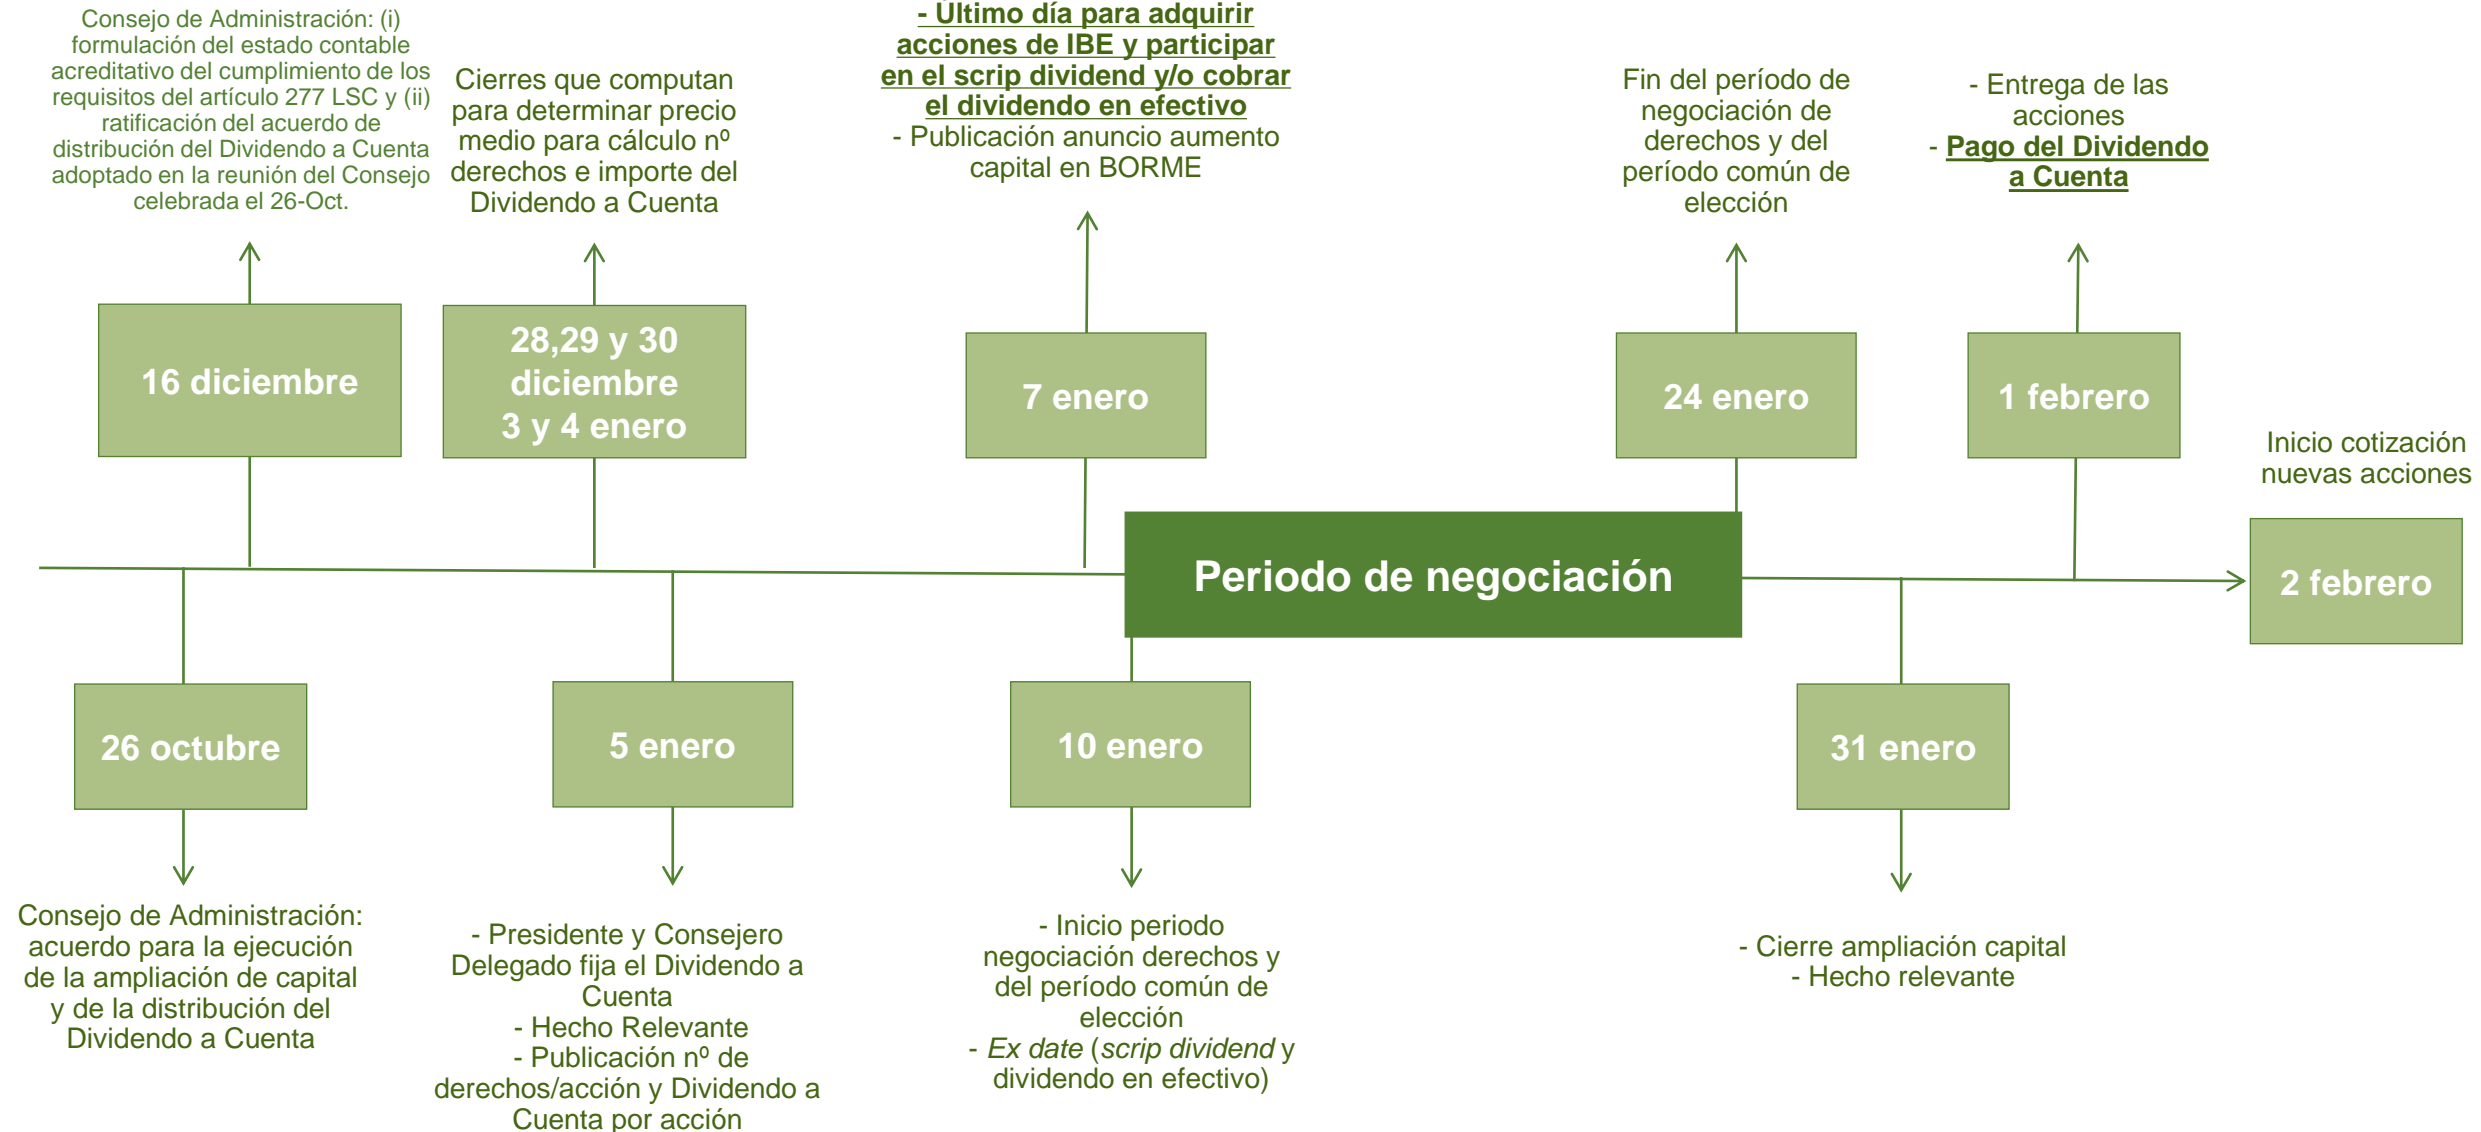 Consejo de Administración: (i)
formulación del estado contable
acreditativo del cumplimiento de los
requisitos del artículo 277 LSC y (ii)
ratificación del acuerdo de
distribución del Dividendo a Cuenta
adoptado en la reunión del Consejo
celebrada el 26-Oct.
Cierres que computan
para determinar precio
medio para cálculo nº
derechos e importe del
Dividendo a Cuenta
- Último día para adquirir
acciones de IBE y participar
en el scrip dividend y/o cobrar
el dividendo en efectivo
- Publicación anuncio aumento
capital en BORME
Fin del período de
negociación de
derechos y del
período común de
elección
- Entrega de las
acciones
- Pago del Dividendo
a Cuenta
16 diciembre
28,29 y 30
diciembre
3 y 4 enero
7 enero
24 enero
1 febrero
Inicio cotización
nuevas acciones
Periodo de negociación
2 febrero
26 octubre
5 enero
10 enero
31 enero
Consejo de Administración:
acuerdo para la ejecución
de la ampliación de capital
y de la distribución del
Dividendo a Cuenta
- Presidente y Consejero
Delegado fija el Dividendo a
Cuenta
- Hecho Relevante
- Publicación nº de
derechos/acción y Dividendo a
Cuenta por acción
- Inicio periodo
negociación derechos y
del período común de
elección
- Ex date (scrip dividend y
dividendo en efectivo)
- Cierre ampliación capital
- Hecho relevante